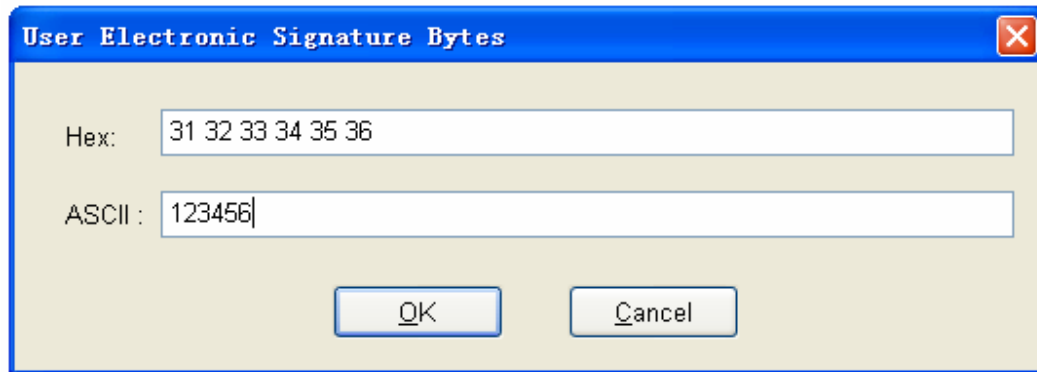 User Electronic Signature Bytes
Hex: 31 32 33 34 35 36
ASCII : 123456
OK Cancel